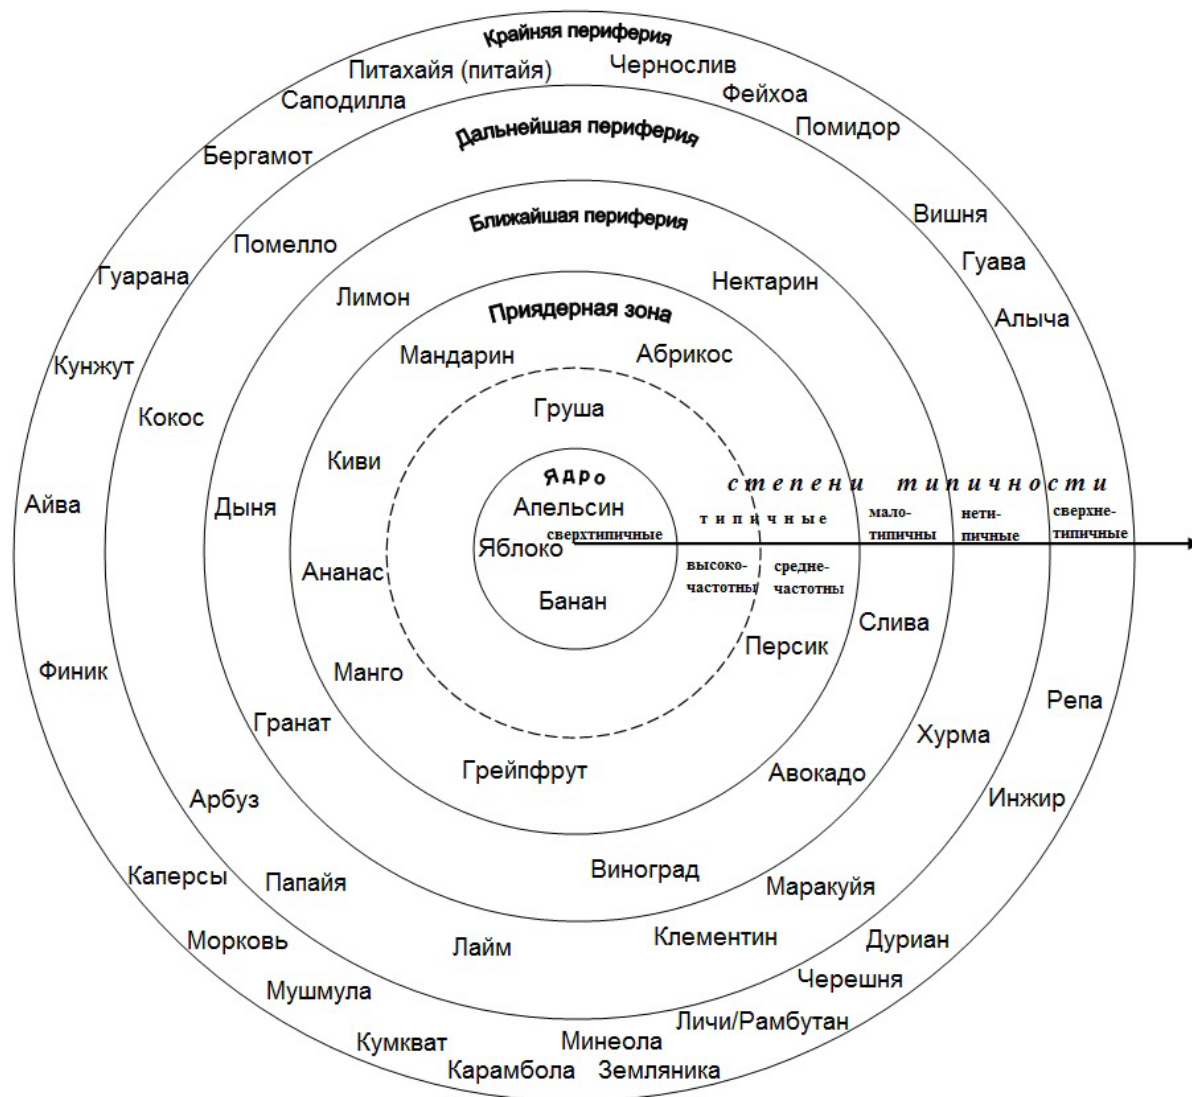 Крайняя периферия
Питахайя (питайя)
Чернослив
Саподилла
Фейхоа
Помидор
Бергамот
Дальнейшая периферия
Вишня
Ближайшая периферия
Помелло
Гуава
Гуарана
Нектарин
Лимон
Алыча
Приядерная зона
Мандарин
Абрикос
Кунжут
Груша
Кокос
Киви
Ядро
степени типичности
Айва
Дыня
Апельсин
типичные
мало-
типичны
нети-
пичные
сверхне-
типичные
сверхтипичные
Яблоко
Ананас
высоко-
частотны
средне-
частотны
Банан
Слива
Персик
Финик
Манго
Репа
Гранат
Хурма
Грейпфрут
Авокадо
Арбуз
Инжир
Виноград
Каперсы
Папайя
Маракуйя
Морковь
Лайм
Клементин
Дуриан
Черешня
Мушмула
Личи/Рамбутан
Кумкват
Минеола
Карамбола
Земляника